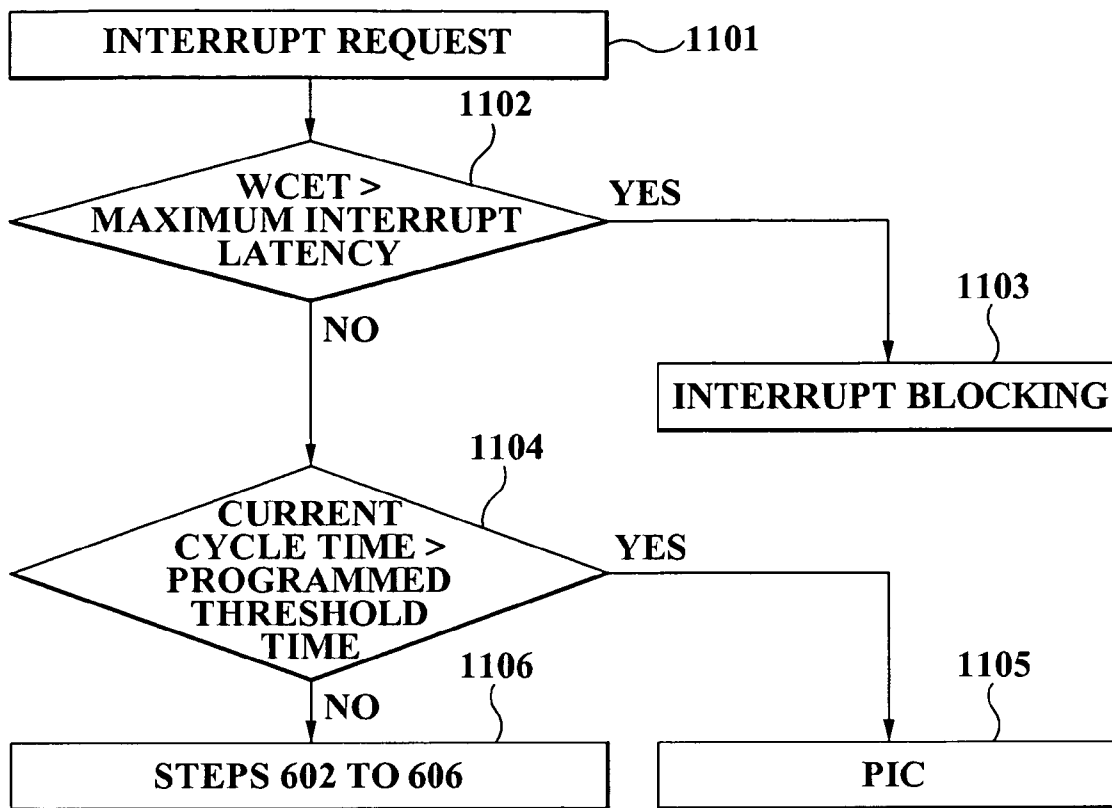 INTERRUPT REQUEST
1101
1102
WCET >
MAXIMUM INTERRUPT
LATENCY
YES
1103
NO
INTERRUPT BLOCKING
1104
CURRENT
CYCLE TIME >
PROGRAMMED
THRESHOLD
TIME
YES
1106
1105
NO
STEPS 602 TO 606
PIC